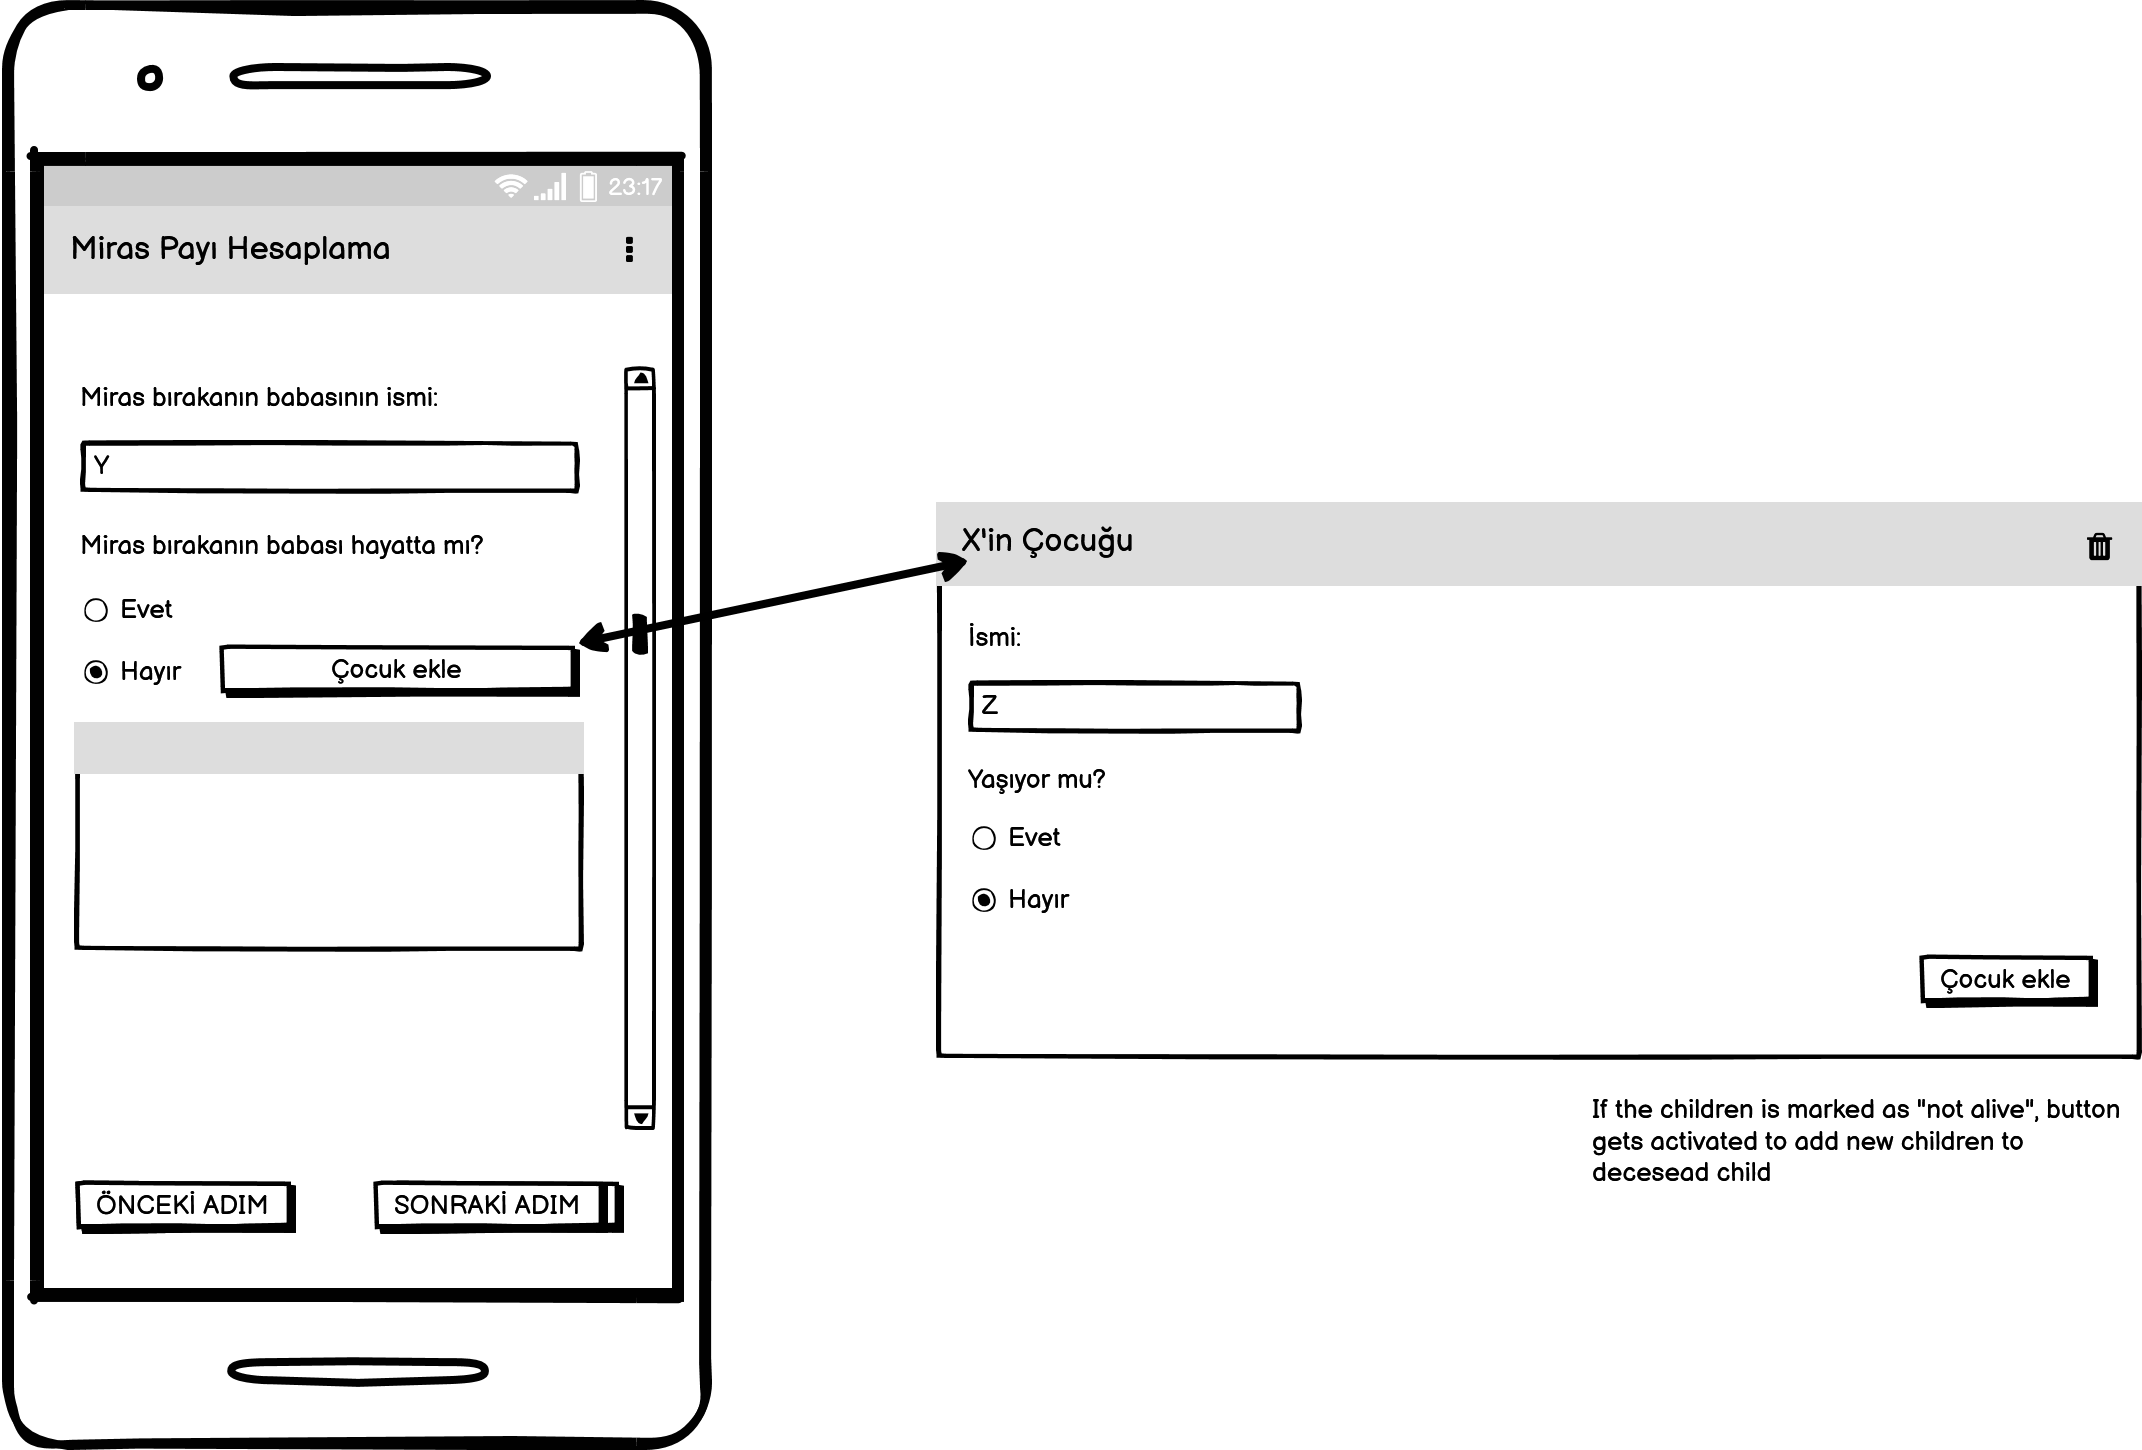 23:17
Miras Payı Hesaplama
Miras bırakanın babasının ismi:
Y
Miras bırakanın babası hayatta mı?
Evet
Hayır
Çocuk ekle
ÖNCEKİ ADIM
SONRAKİ ADIM
X'in Çocuğu
İsmi:
Z
Yaşıyor mu?
Evet
Hayır
Çocuk ekle
If the children is marked as "not alive", button
gets activated to add new children to
decesead child